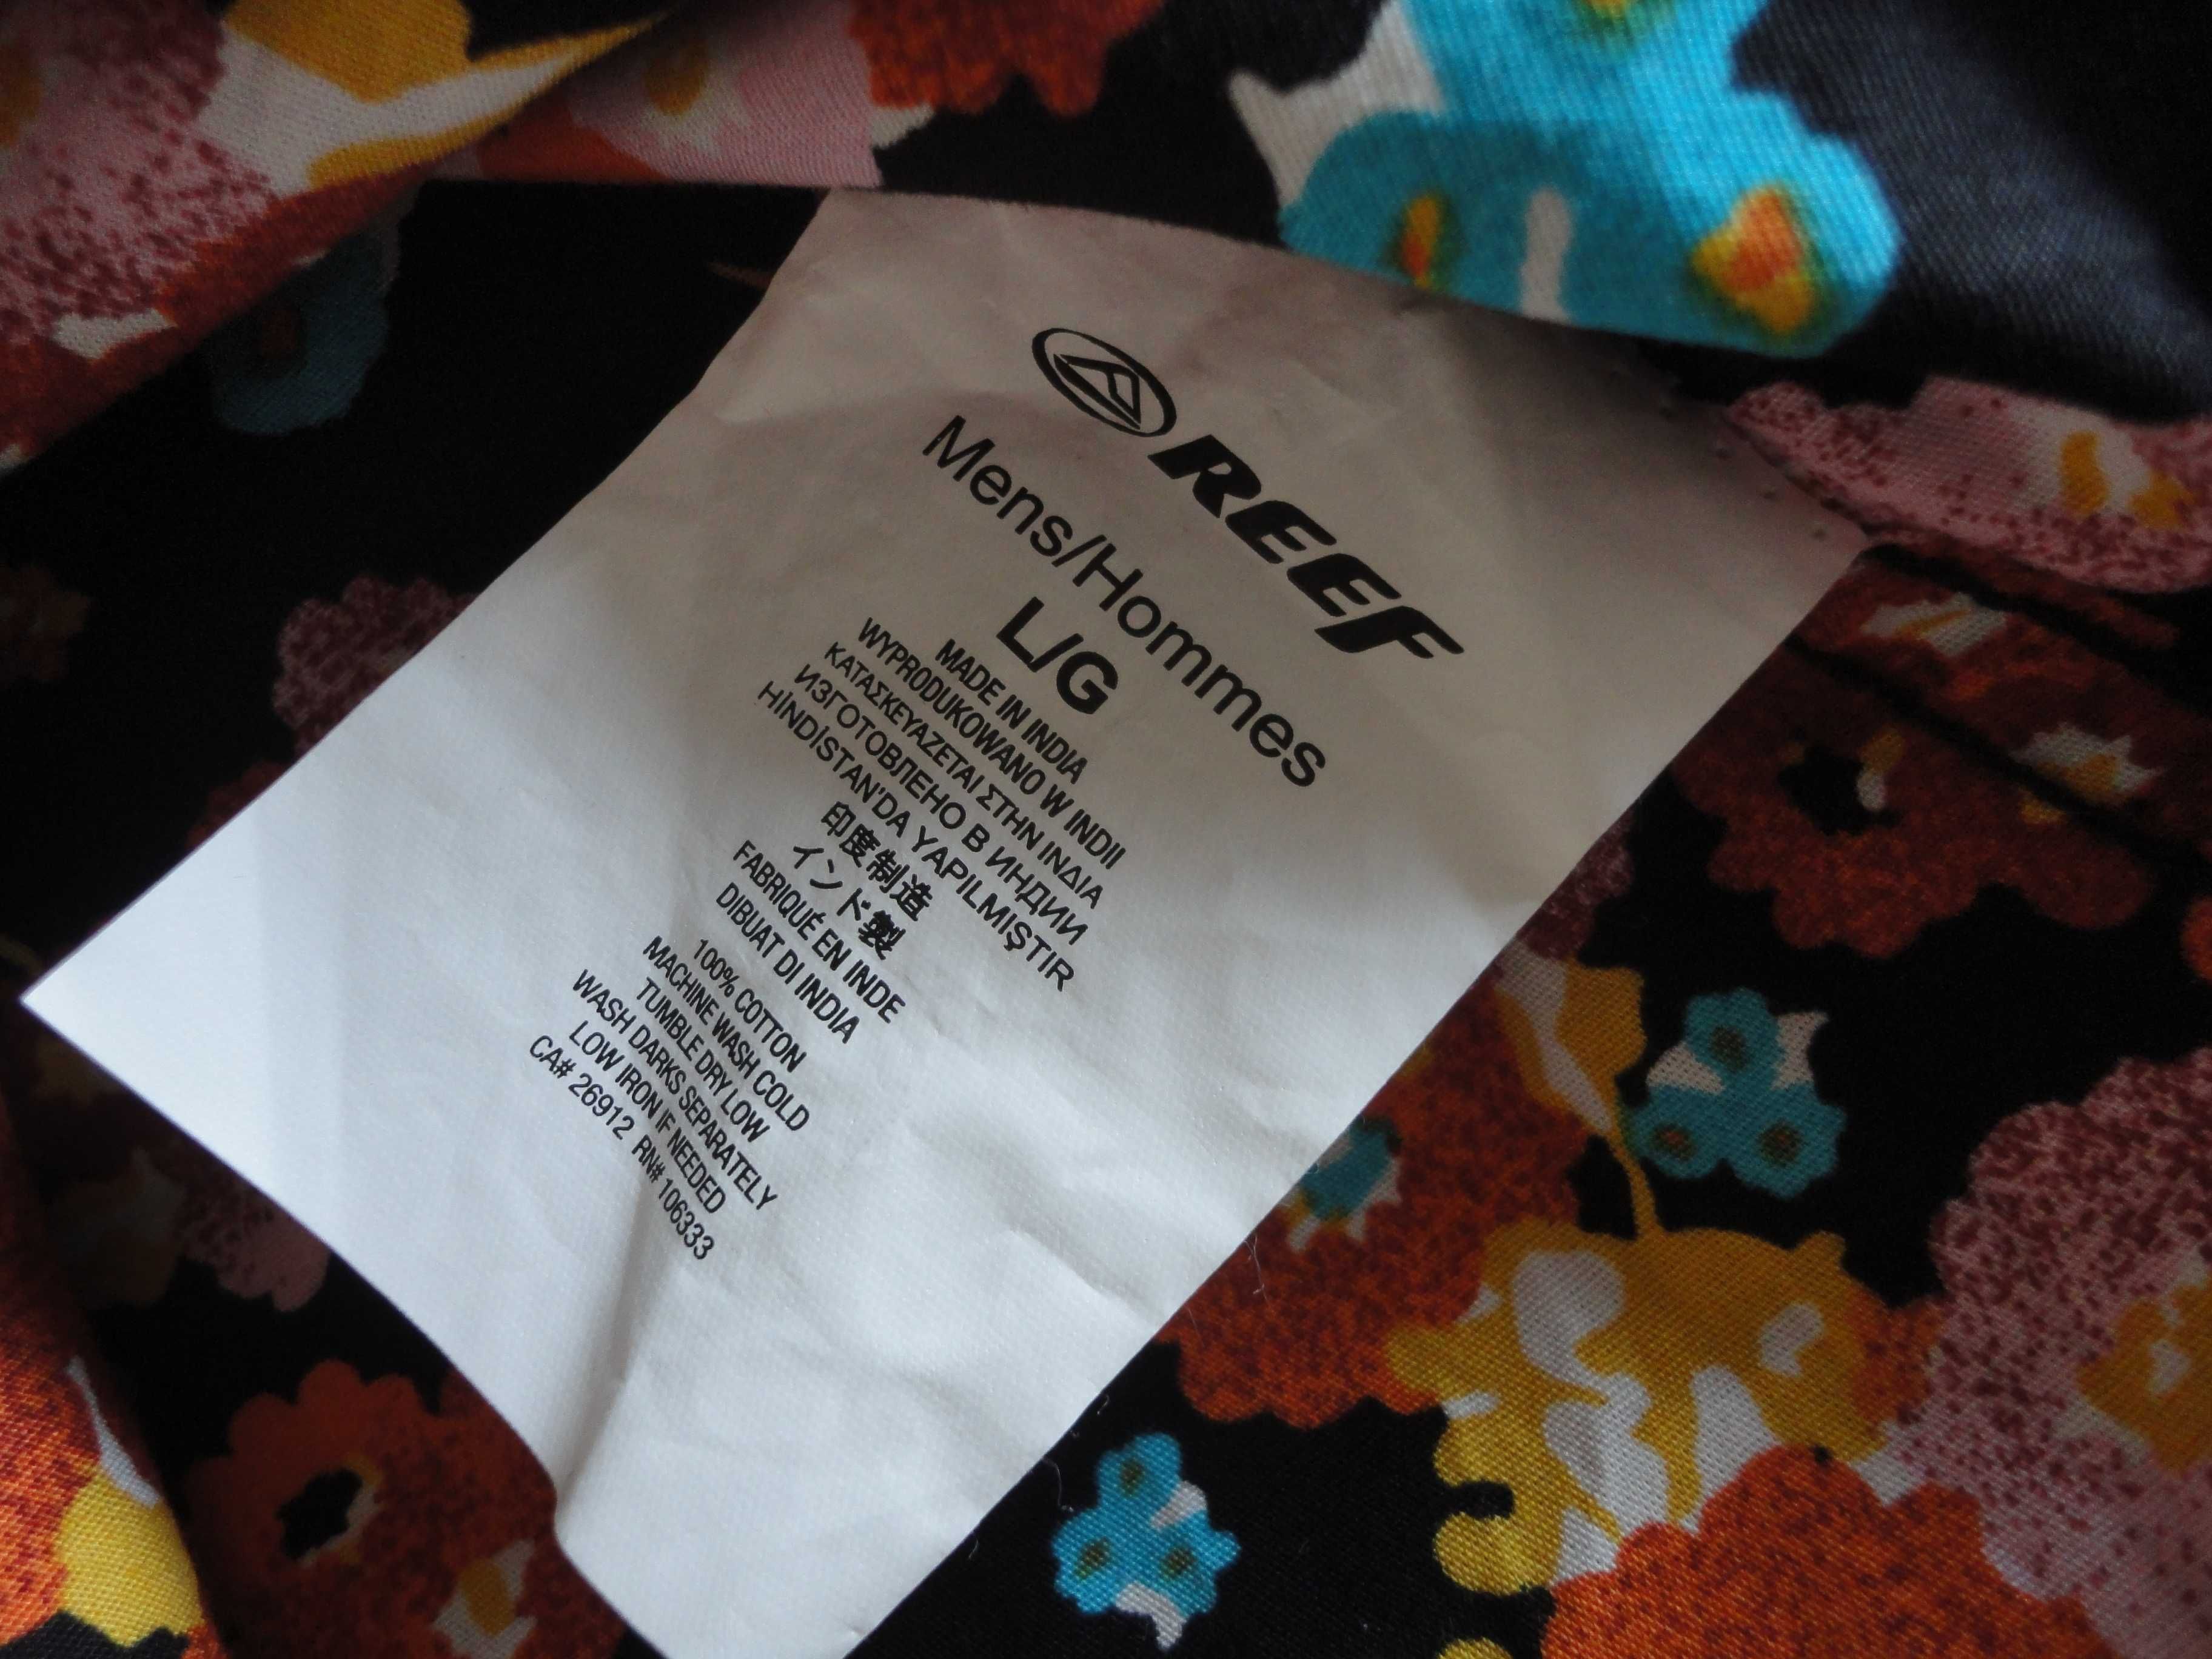 REEF
Mens/Hommes
L/G
MADE IN INDIA
WYPRODUKOWANO W INDII
ΚΑΤΑΣΚΕΥΑΖΕΤΑΙ ΣΤΗΝ ΙΝΔΙΑ
ИЗГОТОВЛЕНО В ИНДИИ
HİNDİSTAN'DA YAPILMIŞTIR
印度制造
インド製
FABRIQUÉ EN INDE
DIBUAT DI INDIA
100% COTTON
MACHINE WASH COLD
TUMBLE DRY LOW
WASH DARKS SEPARATELY
LOW IRON IF NEEDED
CA# 26912 RN# 106333